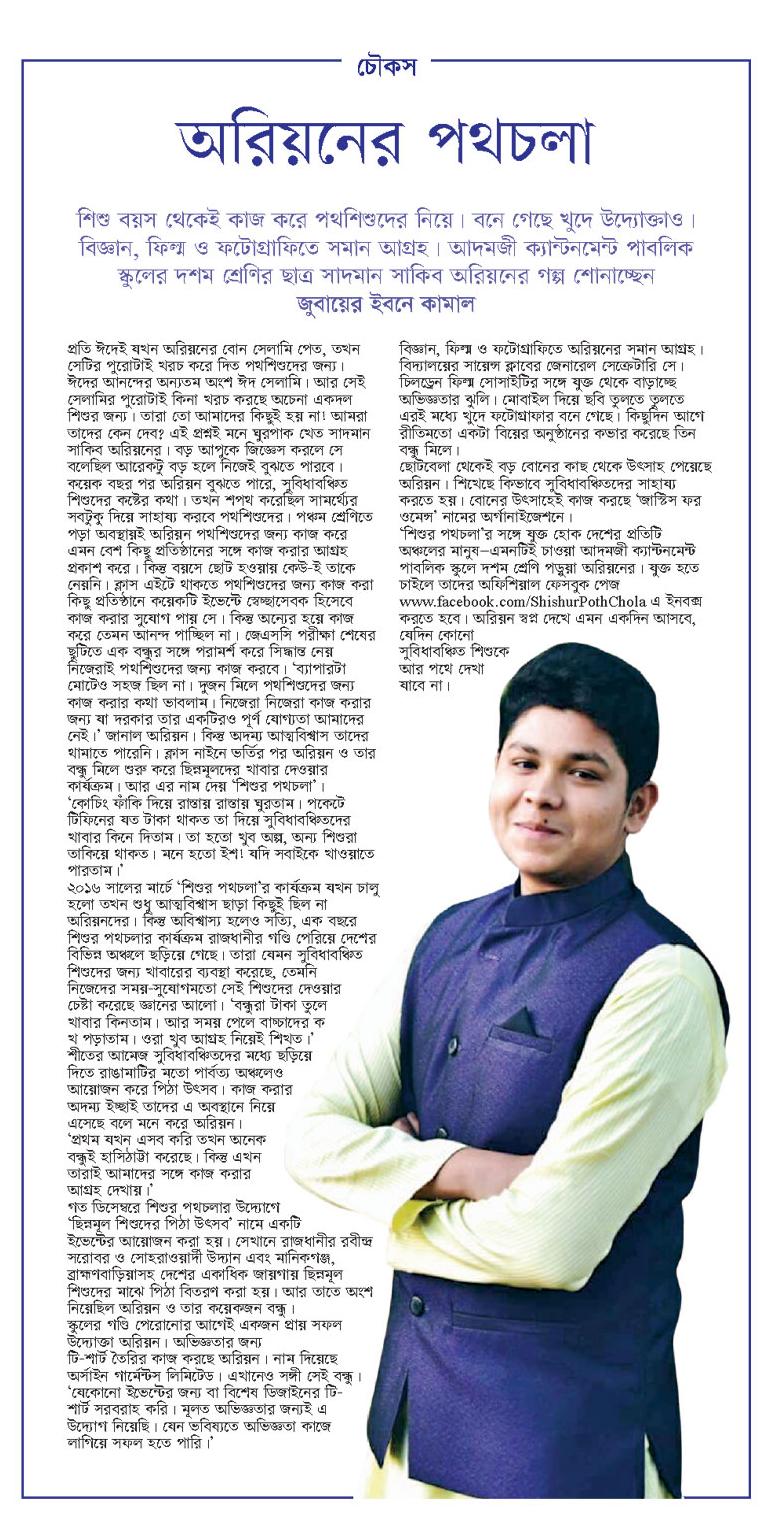 চৌকস
অরিয়নের পথচলা
শিশু বয়স থেকেই কাজ করে পথশিশুদের নিয়ে। বনে গেছে খুদে উদ্যোক্তাও।
বিজ্ঞান, ফিল্ম ও ফটোগ্রাফিতে সমান আগ্রহ। আদমজী ক্যান্টনমেন্ট পাবলিক
স্কুলের দশম শ্রেণির ছাত্র সাদমান সাকিব অরিয়নের গল্প শোনাচ্ছেন
জুবায়ের ইবনে কামাল
প্রতি ঈদেই যখন অরিয়নের বোন সেলামি পেত, তখন
সেটির পুরোটাই খরচ করে দিত পথশিশুদের জন্য।
ঈদের আনন্দের অন্যতম অংশ ঈদ সেলামি। আর সেই
সেলামির পুরোটাই কিনা খরচ করছে অচেনা একদল
শিশুর জন্য। তারা তো আমাদের কিছুই হয় না! আমরা
তাদের কেন দেব? এই প্রশ্নই মনে ঘুরপাক খেত সাদমান
সাকিব অরিয়নের। বড় আপুকে জিজ্ঞেস করলে সে
বলেছিল আরেকটু বড় হলে নিজেই বুঝতে পারবে।
কয়েক বছর পর অরিয়ন বুঝতে পারে, সুবিধাবঞ্চিত
শিশুদের কষ্টের কথা। তখন শপথ করেছিল সামর্থ্যের
সবটুকু দিয়ে সাহায্য করবে পথশিশুদের। পঞ্চম শ্রেণিতে
পড়া অবস্থায়ই অরিয়ন পথশিশুদের জন্য কাজ করে
এমন বেশ কিছু প্রতিষ্ঠানের সঙ্গে কাজ করার আগ্রহ
প্রকাশ করে। কিন্তু বয়সে ছোট হওয়ায় কেউ-ই তাকে
নেয়নি। ক্লাস এইটে থাকতে পথশিশুদের জন্য কাজ করা
কিছু প্রতিষ্ঠানে কয়েকটি ইভেন্টে স্বেচ্ছাসেবক হিসেবে
কাজ করার সুযোগ পায় সে। কিন্তু অন্যের হয়ে কাজ
করে তেমন আনন্দ পাচ্ছিল না। জেএসসি পরীক্ষা শেষের
ছুটিতে এক বন্ধুর সঙ্গে পরামর্শ করে সিদ্ধান্ত নেয়
নিজেরাই পথশিশুদের জন্য কাজ করবে। ‘ব্যাপারটা
মোটেও সহজ ছিল না। দুজন মিলে পথশিশুদের জন্য
কাজ করার কথা ভাবলাম। নিজেরা নিজেরা কাজ করার
জন্য যা দরকার তার একটিরও পূর্ণ যোগ্যতা আমাদের
নেই।’ জানাল অরিয়ন। কিন্তু অদম্য আত্মবিশ্বাস তাদের
থামাতে পারেনি। ক্লাস নাইনে ভর্তির পর অরিয়ন ও তার
বন্ধু মিলে শুরু করে ছিন্নমূলদের খাবার দেওয়ার
কার্যক্রম। আর এর নাম দেয় ‘শিশুর পথচলা’।
‘কোচিং ফাঁকি দিয়ে রাস্তায় রাস্তায় ঘুরতাম। পকেটে
টিফিনের যত টাকা থাকত তা দিয়ে সুবিধাবঞ্চিতদের
খাবার কিনে দিতাম। তা হতো খুব অল্প, অন্য শিশুরা
তাকিয়ে থাকত। মনে হতো ইশ! যদি সবাইকে খাওয়াতে
পারতাম।’
২০১৬ সালের মার্চে ‘শিশুর পথচলা’র কার্যক্রম যখন চালু
হলো তখন শুধু আত্মবিশ্বাস ছাড়া কিছুই ছিল না
অরিয়নদের। কিন্তু অবিশ্বাস্য হলেও সত্যি, এক বছরে
শিশুর পথচলার কার্যক্রম রাজধানীর গণ্ডি পেরিয়ে দেশের
বিভিন্ন অঞ্চলে ছড়িয়ে গেছে। তারা যেমন সুবিধাবঞ্চিত
শিশুদের জন্য খাবারের ব্যবস্থা করেছে, তেমনি
নিজেদের সময়-সুযোগমতো সেই শিশুদের দেওয়ার
চেষ্টা করেছে জ্ঞানের আলো। ‘বন্ধুরা টাকা তুলে
খাবার কিনতাম। আর সময় পেলে বাচ্চাদের ক
খ পড়াতাম। ওরা খুব আগ্রহ নিয়েই শিখত।’
শীতের আমেজ সুবিধাবঞ্চিতদের মধ্যে ছড়িয়ে
দিতে রাঙামাটির মতো পার্বত্য অঞ্চলেও
আয়োজন করে পিঠা উৎসব। কাজ করার
অদম্য ইচ্ছাই তাদের এ অবস্থানে নিয়ে
এসেছে বলে মনে করে অরিয়ন।
‘প্রথম যখন এসব করি তখন অনেক
বন্ধুই হাসিঠাট্টা করেছে। কিন্তু এখন
তারাই আমাদের সঙ্গে কাজ করার
আগ্রহ দেখায়।’
গত ডিসেম্বরে শিশুর পথচলার উদ্যোগে
‘ছিন্নমূল শিশুদের পিঠা উৎসব’ নামে একটি
ইভেন্টের আয়োজন করা হয়। সেখানে রাজধানীর রবীন্দ্র
সরোবর ও সোহরাওয়ার্দী উদ্যান এবং মানিকগঞ্জ,
ব্রাহ্মণবাড়িয়াসহ দেশের একাধিক জায়গায় ছিন্নমূল
শিশুদের মাঝে পিঠা বিতরণ করা হয়। আর তাতে অংশ
নিয়েছিল অরিয়ন ও তার কয়েকজন বন্ধু।
স্কুলের গণ্ডি পেরোনোর আগেই একজন প্রায় সফল
উদ্যোক্তা অরিয়ন। অভিজ্ঞতার জন্য
টি-শার্ট তৈরির কাজ করছে অরিয়ন। নাম দিয়েছে
অর্সাইন গার্মেন্টস লিমিটেড। এখানেও সঙ্গী সেই বন্ধু।
‘যেকোনো ইভেন্টের জন্য বা বিশেষ ডিজাইনের টি-
শার্ট সরবরাহ করি। মূলত অভিজ্ঞতার জন্যই এ
উদ্যোগ নিয়েছি। যেন ভবিষ্যতে অভিজ্ঞতা কাজে
লাগিয়ে সফল হতে পারি।’
বিজ্ঞান, ফিল্ম ও ফটোগ্রাফিতে অরিয়নের সমান আগ্রহ।
বিদ্যালয়ের সায়েন্স ক্লাবের জেনারেল সেক্রেটারি সে।
চিলড্রেন ফিল্ম সোসাইটির সঙ্গে যুক্ত থেকে বাড়াচ্ছে
অভিজ্ঞতার ঝুলি। মোবাইল দিয়ে ছবি তুলতে তুলতে
এরই মধ্যে খুদে ফটোগ্রাফার বনে গেছে। কিছুদিন আগে
রীতিমতো একটা বিয়ের অনুষ্ঠানের কভার করেছে তিন
বন্ধু মিলে।
ছোটবেলা থেকেই বড় বোনের কাছ থেকে উৎসাহ পেয়েছে
অরিয়ন। শিখেছে কিভাবে সুবিধাবঞ্চিতদের সাহায্য
করতে হয়। বোনের উৎসাহেই কাজ করছে ‘জাস্টিস ফর
ওমেন্স’ নামের অর্গানাইজেশনে।
‘শিশুর পথচলা’র সঙ্গে যুক্ত হোক দেশের প্রতিটি
অঞ্চলের মানুষ—এমনটিই চাওয়া আদমজী ক্যান্টনমেন্ট
পাবলিক স্কুলে দশম শ্রেণি পড়ুয়া অরিয়নের। যুক্ত হতে
চাইলে তাদের অফিশিয়াল ফেসবুক পেজ
www.facebook.com/ShishurPothChola এ ইনবক্স
করতে হবে। অরিয়ন স্বপ্ন দেখে এমন একদিন আসবে,
যেদিন কোনো
সুবিধাবঞ্চিত শিশুকে
আর পথে দেখা
যাবে না।